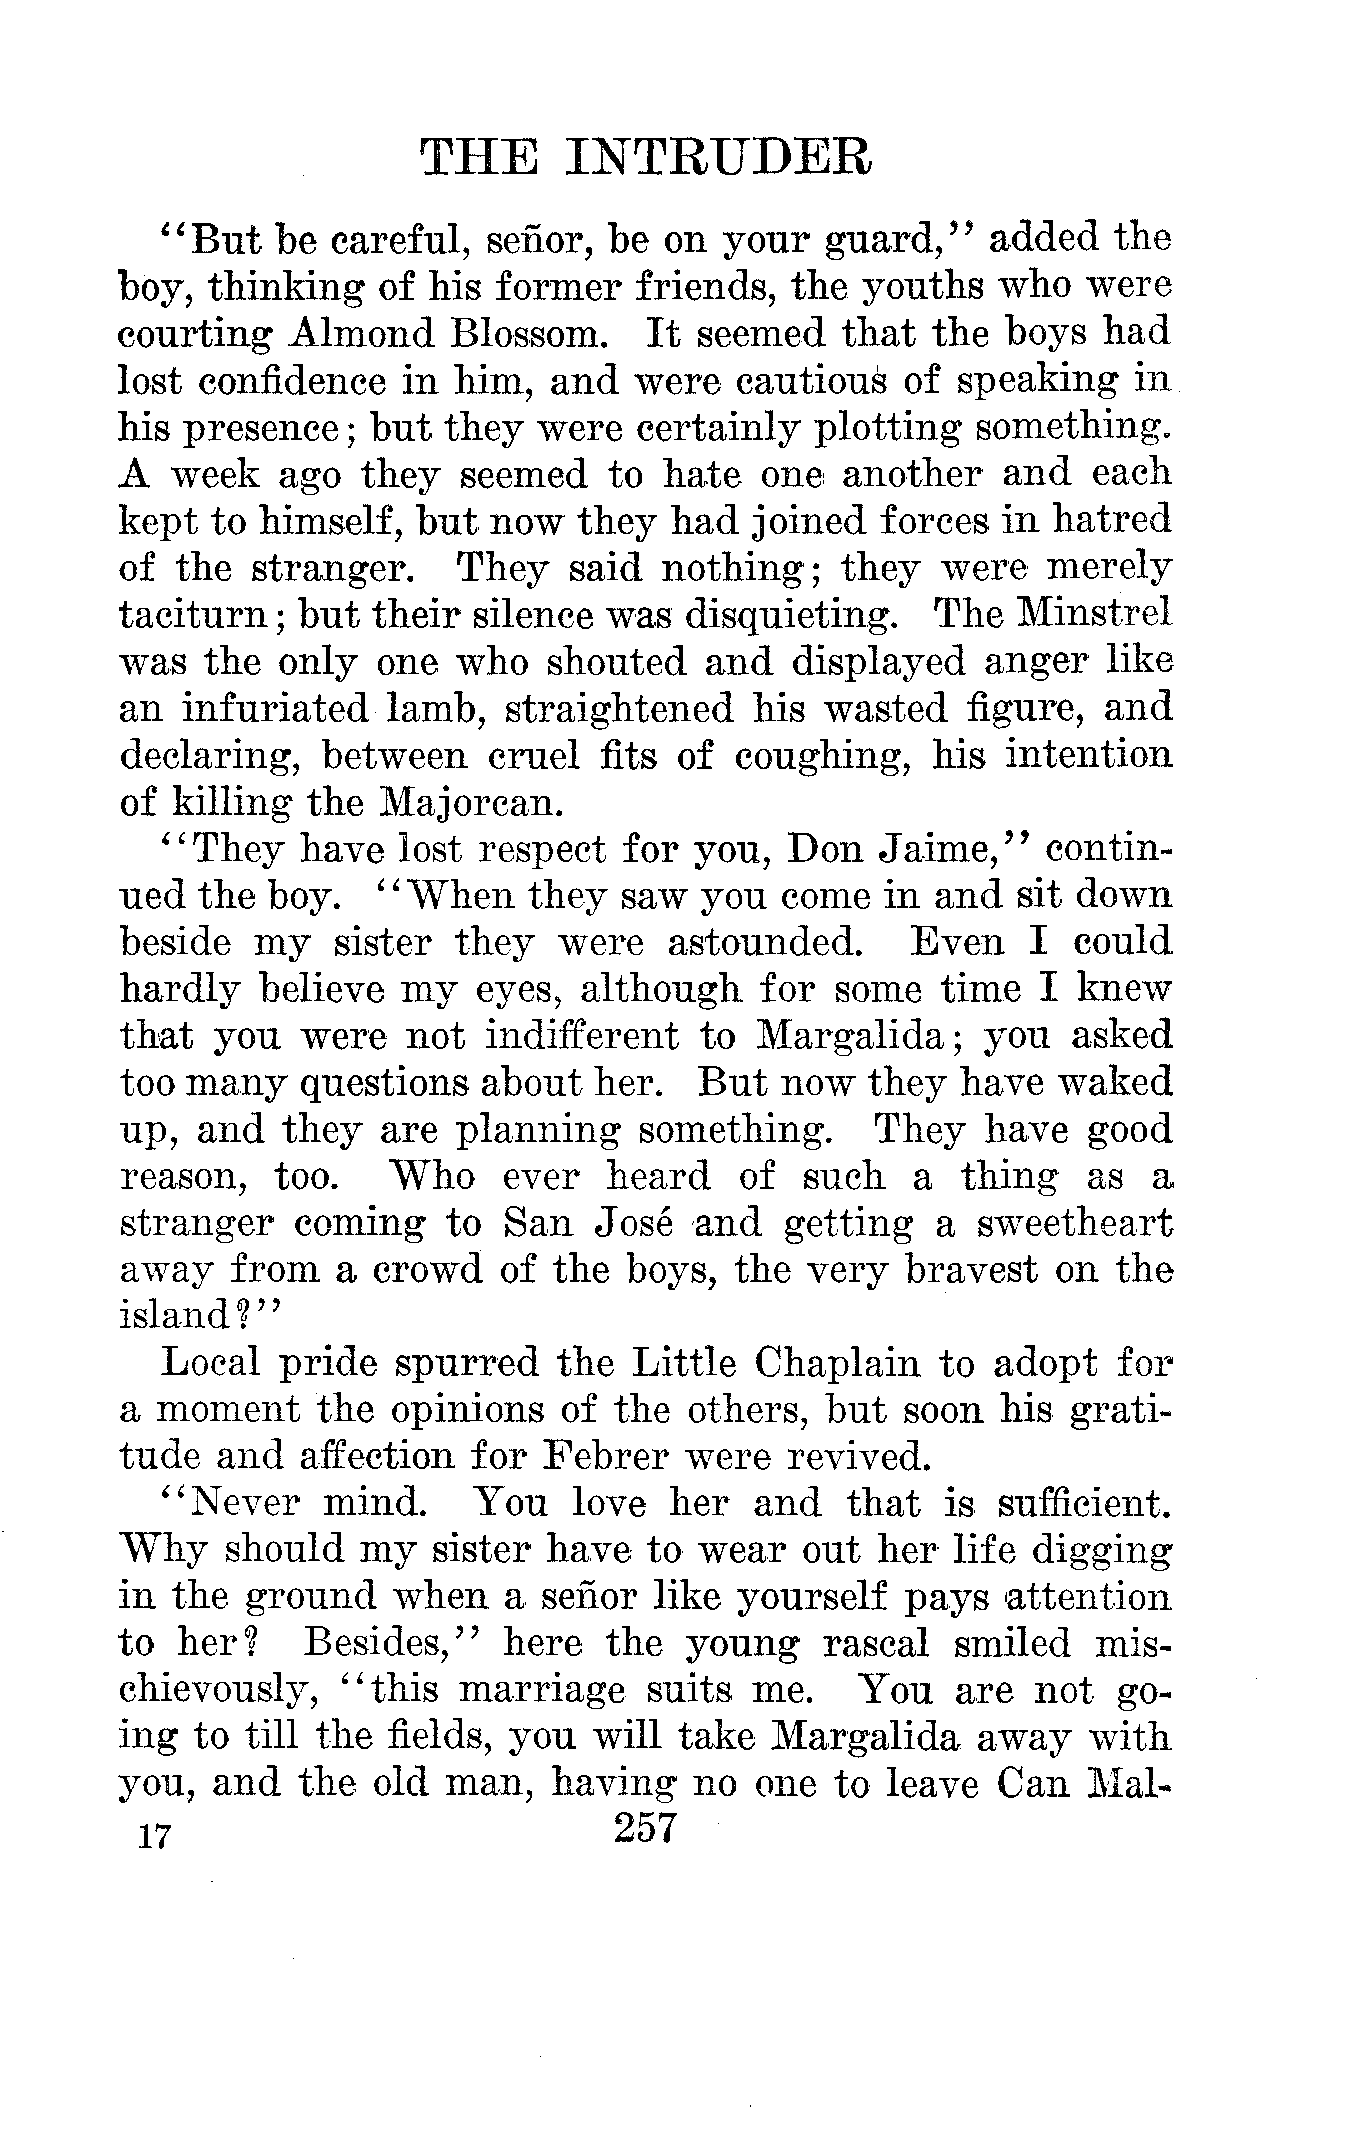 THE INTRUDER
"But be careful, señor, be on your guard," added the
boy, thinking of his former friends, the youths who were
courting Almond Blossom. It seemed that the boys had
lost confidence in him, and were cautious of speaking in
his presence; but they were certainly plotting something.
A week ago they seemed to hate one another and each
kept to himself, but now they had joined forces in hatred
of the stranger. They said nothing; they were merely
taciturn; but their silence was disquieting. The Minstrel
was the only one who shouted and displayed anger like
an infuriated lamb, straightened his wasted figure, and
declaring, between cruel fits of coughing, his intention
of killing the Majorcan.
"They have lost respect for you, Don Jaime," contin-
ued the boy. "When they saw you come in and sit down
beside my sister they were astounded. Even I could
hardly believe my eyes, although for some time I knew
that you were not indifferent to Margalida; you asked
too many questions about her. But now they have waked
up, and they are planning something. They have good
reason, too. Who ever heard of such a thing as a
stranger coming to San José and getting a sweetheart
away from a crowd of the boys, the very bravest on the
island?"
Local pride spurred the Little Chaplain to adopt for
a moment the opinions of the others, but soon his grati-
tude and affection for Febrer were revived.
"Never mind. You love her and that is sufficient.
Why should my sister have to wear out her life digging
in the ground when a señor like yourself pays attention
to her? Besides," here the young rascal smiled mis-
chievously, "this marriage suits me. You are not go-
ing to till the fields, you will take Margalida away with
you, and the old man, having no one to leave Can Mal-
17 257